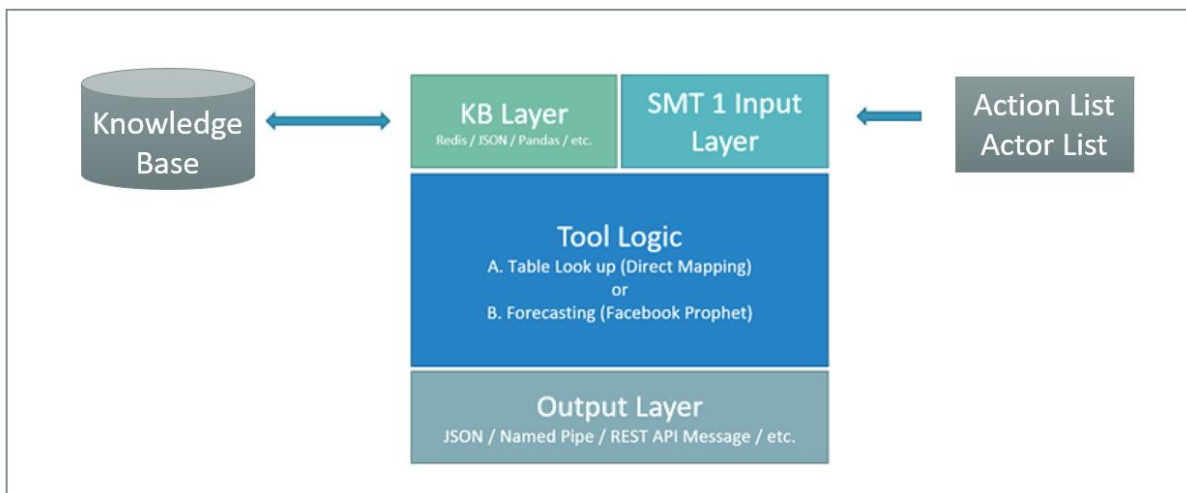 Knowledge
Base
KB Layer
Redis / JSON / Pandas / etc.
SMT 1 Input
Layer
Action List
Actor List
Tool Logic
A. Table Look up (Direct Mapping)
or
B. Forecasting (Facebook Prophet)
Output Layer
JSON / Named Pipe / REST API Message / etc.